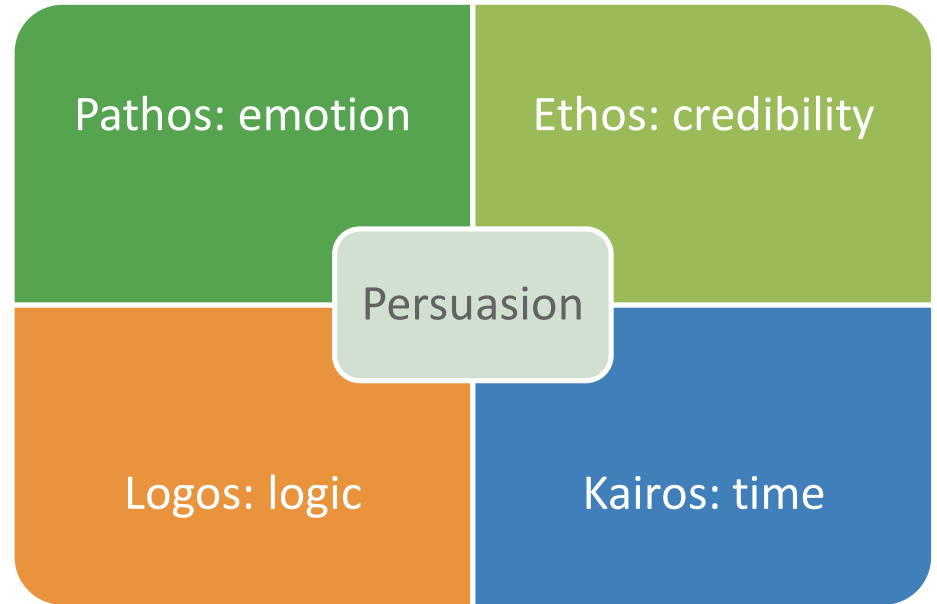 Pathos: emotion
Ethos: credibility
Persuasion
Logos: logic
Kairos: time